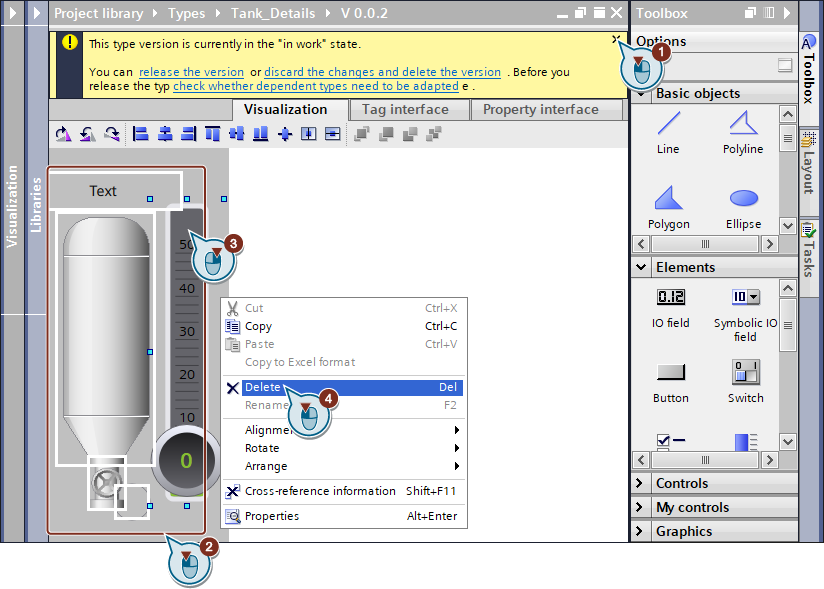 Project library Types Tank_Details V 0.0.2
This type version is currently in the "in work" state.
You can release the version or discard the changes and delete the version . Before you
release the typ check whether dependent types need to be adapted e .
Visualization
Tag interface
Property interface
Visualization
Libraries
Text
50
40
30
20
10
0
1
2
3
4
Cut Ctrl+X
Copy Ctrl+C
Paste Ctrl+V
Copy to Excel format
Delete Del
Rename F2
Alignme
Rotate
Arrange
Cross-reference information Shift+F11
Properties Alt+Enter
Toolbox
Options
Basic objects
Line
Polyline
Polygon
Ellipse
Elements
0.12
10
0 1
IO field
Symbolic IO
field
Button
Switch
Controls
My controls
Graphics
Toolbox
Layout
Tasks